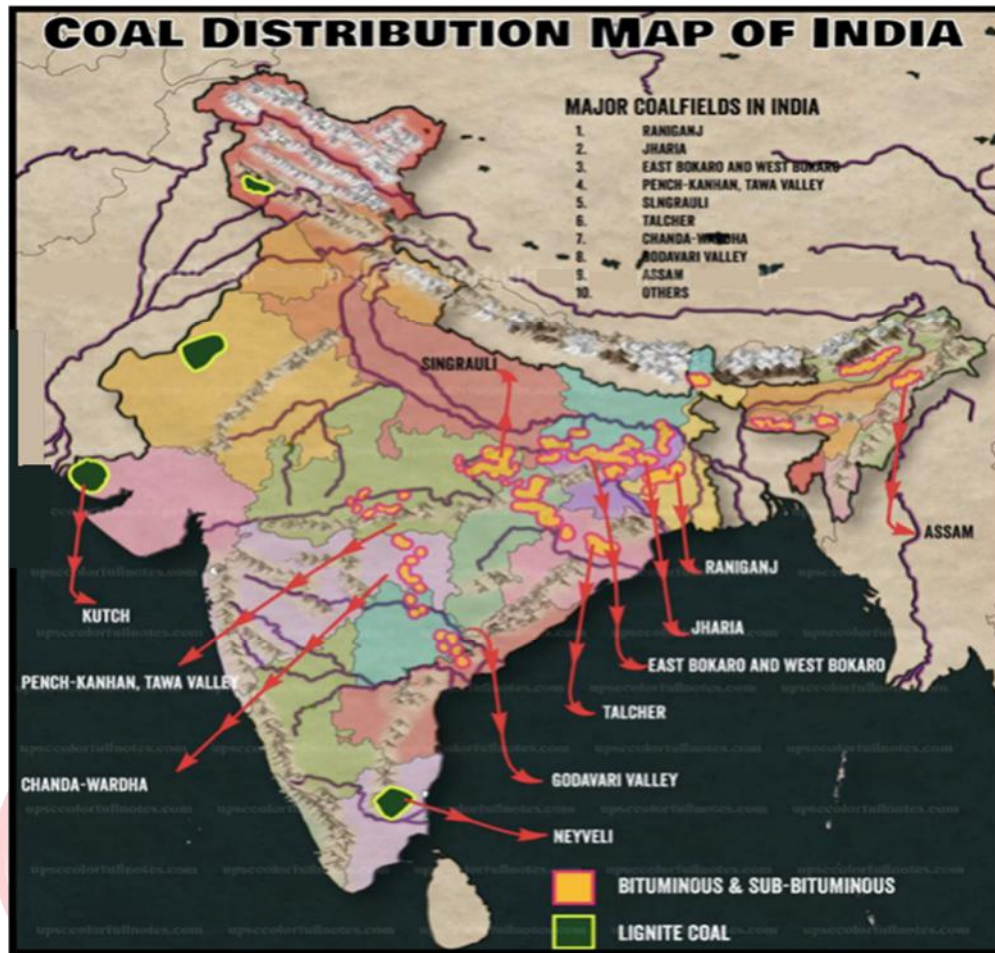 COAL DISTRIBUTION MAP OF INDIA
MAJOR COALFIELDS IN INDIA
1. RANIGANJ
2. JHARIA
3. EAST BOKARO AND WEST BOKARO
4. PENCH-KANHAN, TAWA VALLEY
5. SLNGRAULI
6. TALCHER
7. CHANDA-WARDHA
8. GODAVARI VALLEY
9. ASSAM
10. OTHERS
SINGRAULI
ASSAM
RANIGANJ
KUTCH
JHARIA
EAST BOKARO AND WEST BOKARO
PENCH-KANHAN, TAWA VALLEY
TALCHER
GODAVARI VALLEY
CHANDA-WARDHA
NEYVELI
BITUMINOUS & SUB-BITUMINOUS
LIGNITE COAL
upsccolorfullnotes.com